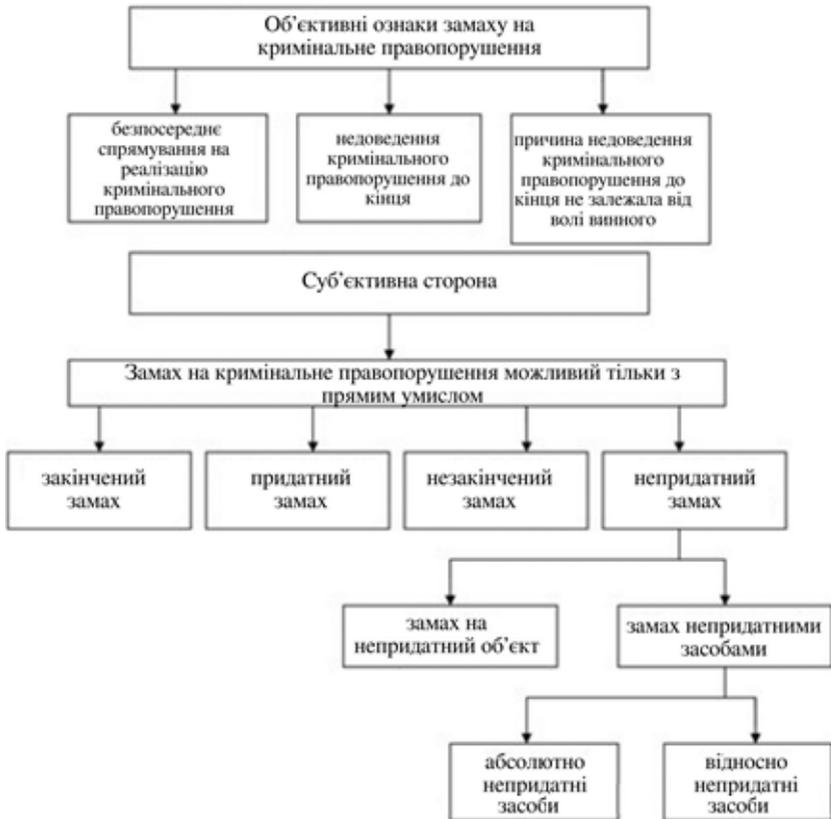 Об’єктивні ознаки замаху на
кримінальне правопорушення
безпосереднє
спрямування на
реалізацію
кримінального
правопорушення
недоведення
кримінального
правопорушення до
кінця
причина недоведення
кримінального
правопорушення до
кінця не залежала від
волі винного
Суб’єктивна сторона
Замах на кримінальне правопорушення можливий тільки з
прямим умислом
закінчений
замах
придатний
замах
незакінчений
замах
непридатний
замах
замах на
непридатний об’єкт
замах непридатними
засобами
абсолютно
непридатні
засоби
відносно
непридатні
засоби